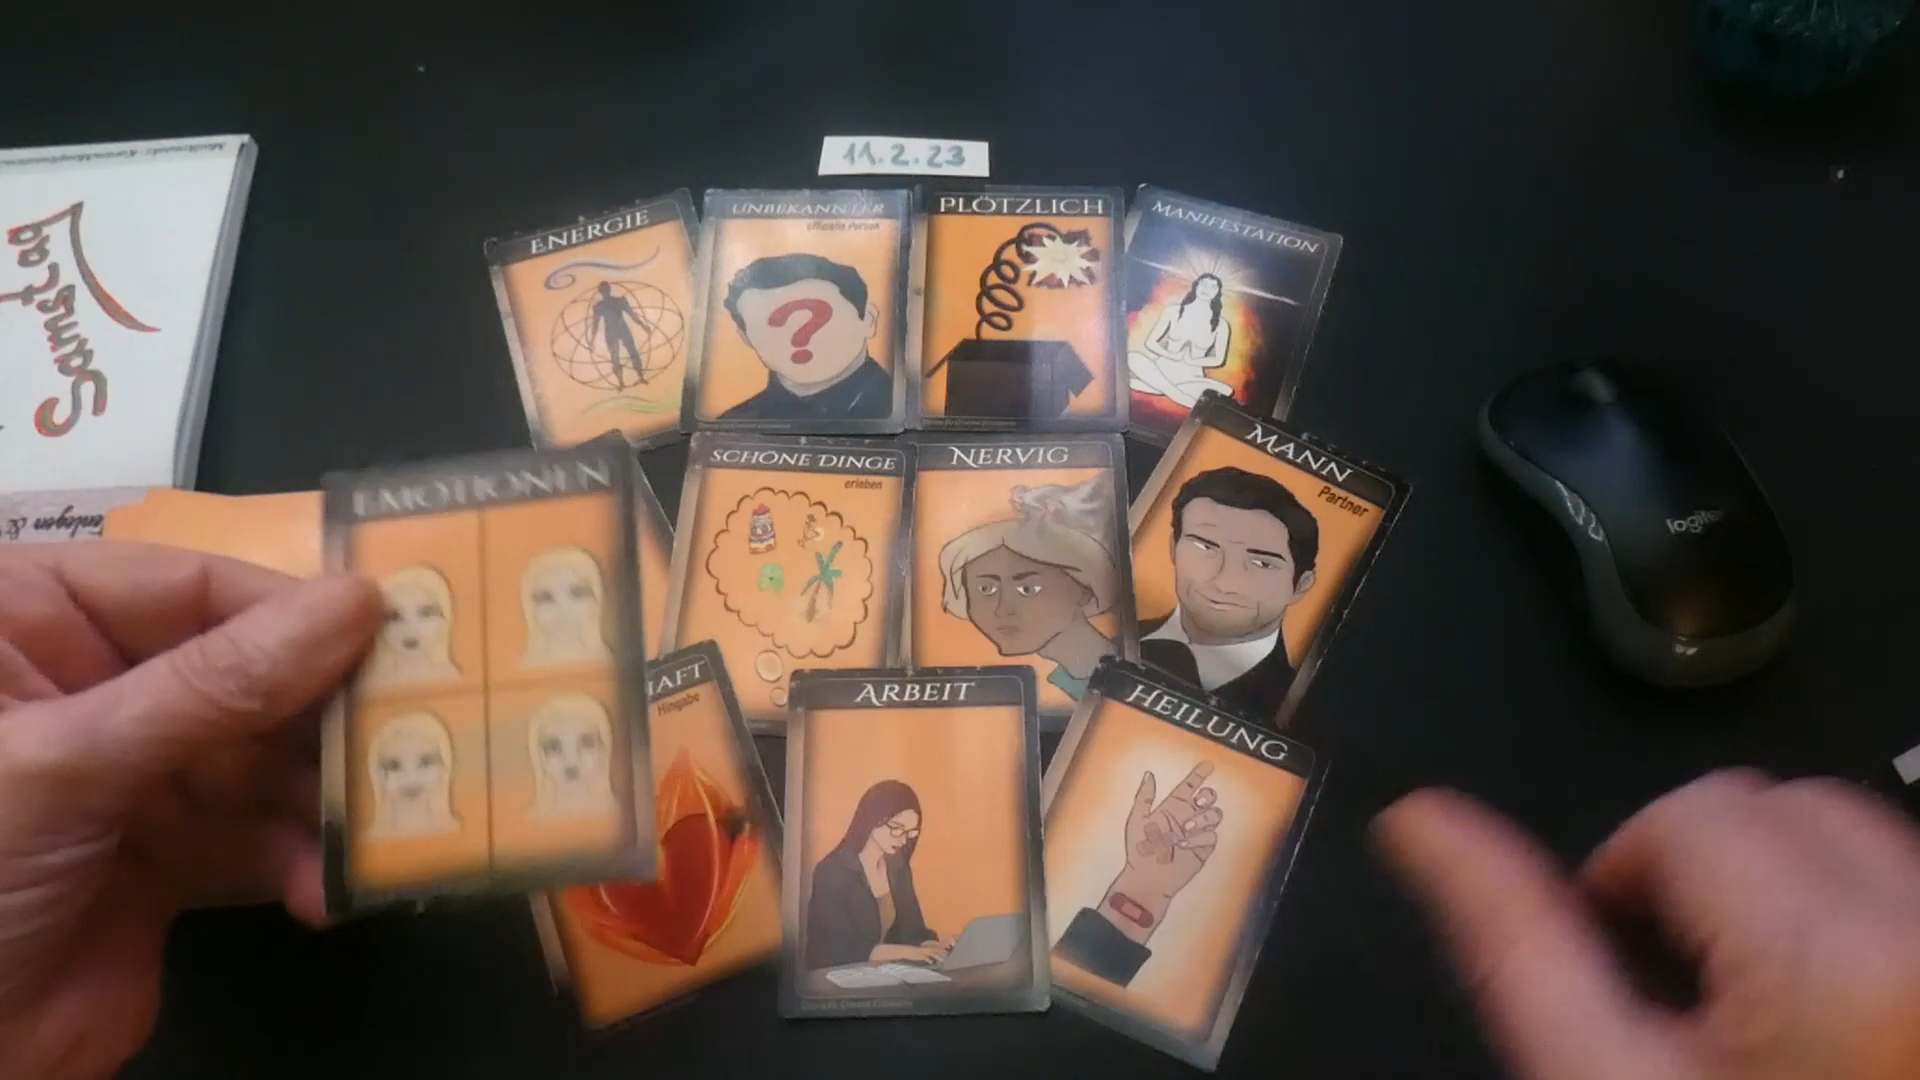 11.2.23
ENERGIE
UNBEKANNTER
offizielle Person
PLÖTZLICH
MANIFESTATION
Samstag
EMOTIONEN
SCHÖNE DINGE
erleben
NERVIG
MANN
Partner
logitech
HAFT
Hingabe
ARBEIT
HEILUNG